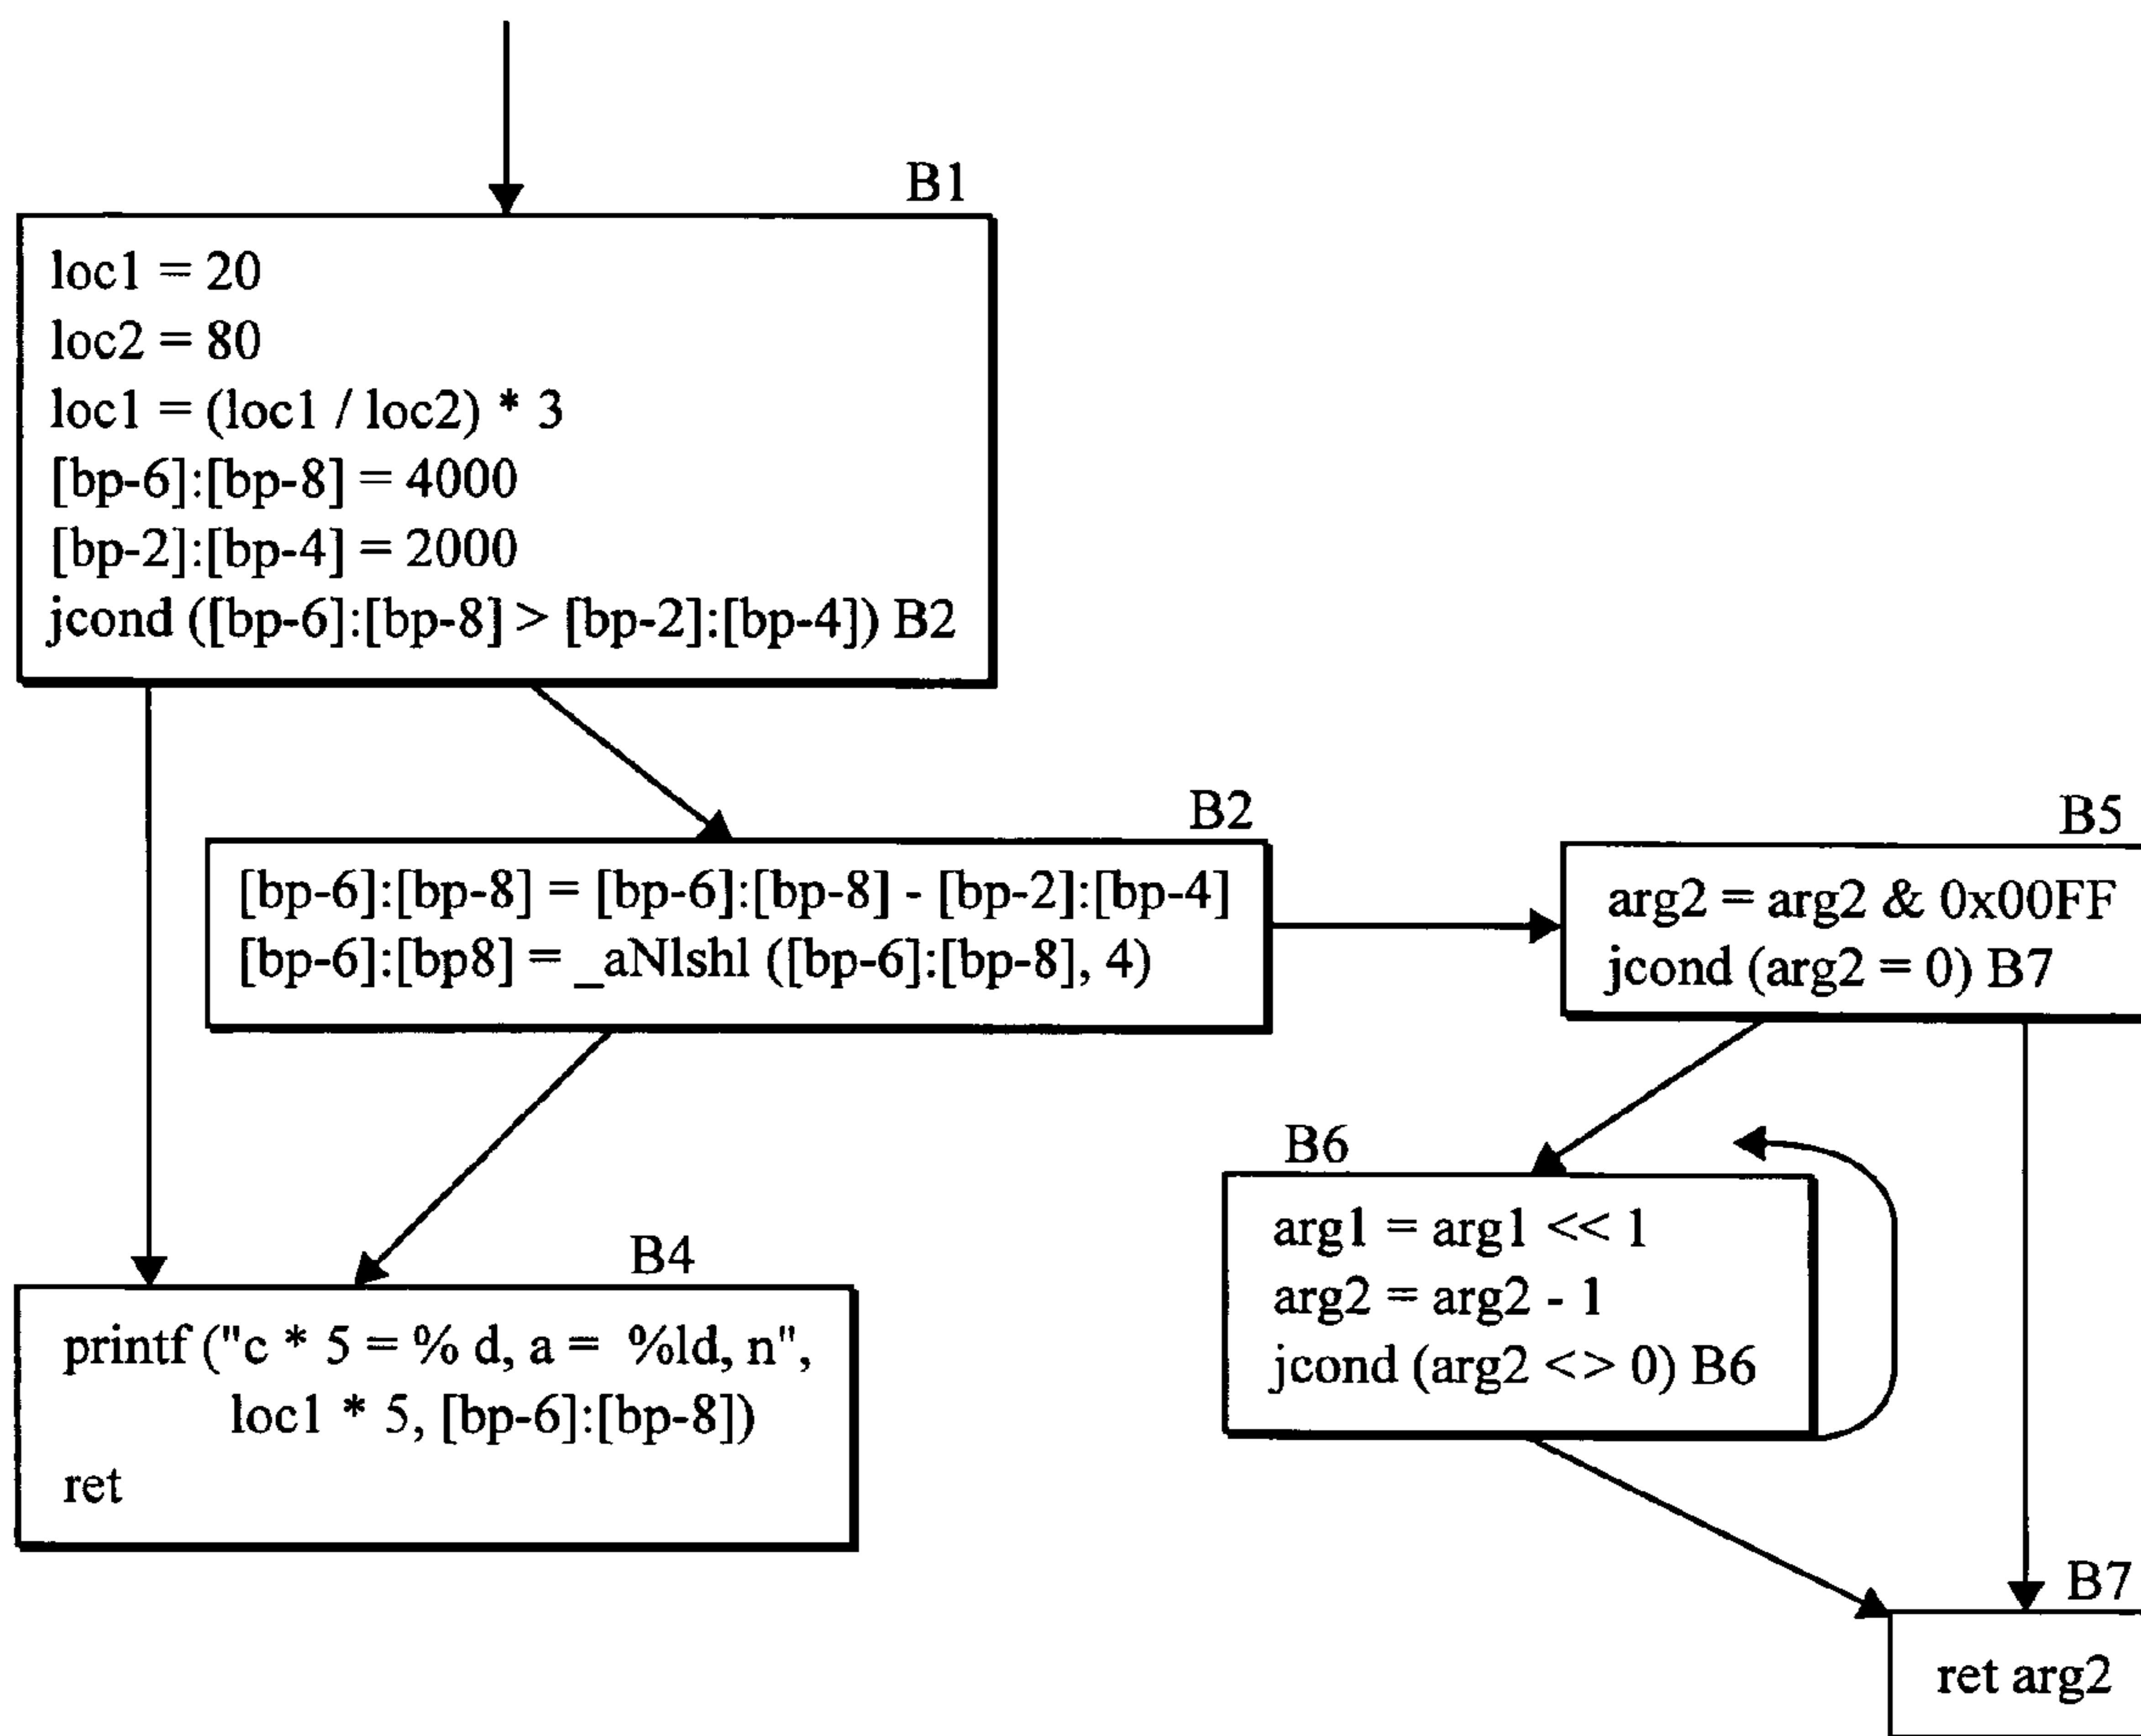 B1
loc1 = 20
loc2 = 80
loc1 = (loc1 / loc2) * 3
[bp-6]:[bp-8] = 4000
[bp-2]:[bp-4] = 2000
jcond ([bp-6]:[bp-8] > [bp-2]:[bp-4]) B2
B2
[bp-6]:[bp-8] = [bp-6]:[bp-8] - [bp-2]:[bp-4]
[bp-6]:[bp8] = _aNlshl ([bp-6]:[bp-8], 4)
B5
arg2 = arg2 & 0x00FF
jcond (arg2 = 0) B7
B6
arg1 = arg1 << 1
arg2 = arg2 - 1
jcond (arg2 <> 0) B6
B4
printf ("c * 5 = % d, a = %ld, n",
loc1 * 5, [bp-6]:[bp-8])
ret
B7
ret arg2